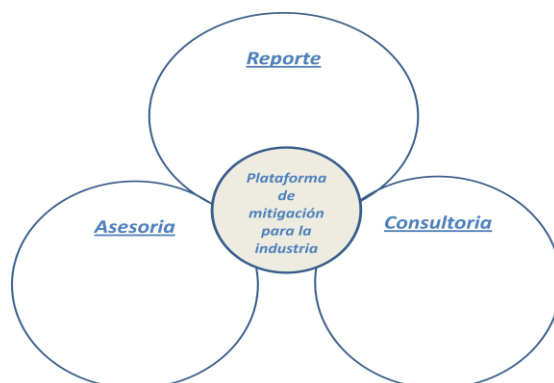 Reporte
Plataforma
de
mitigación
para la
industria
Asesoria
Consultoria